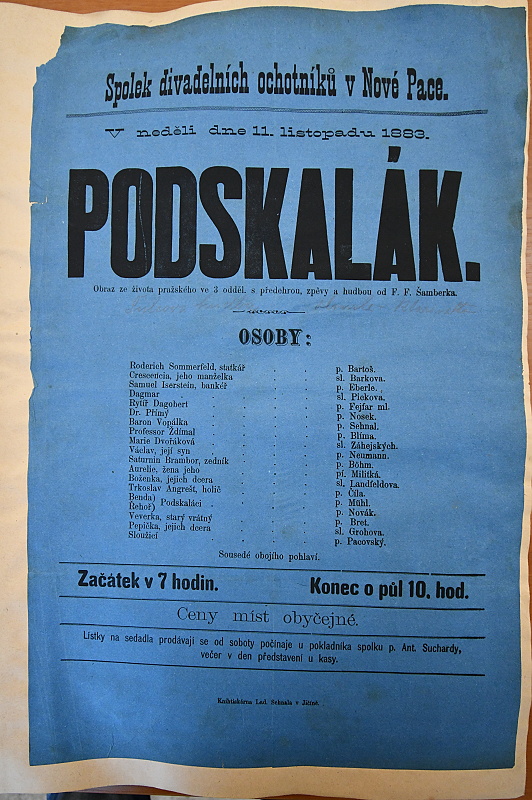 Spolek divadelních ochotníků v Nové Pace.
V neděli dne 11. listopadu 1883.
PODSKALÁK.
Obraz ze života pražského ve 3 odděl. s předehrou, zpěvy a hudbou od F. F. Šamberka.
OSOBY:
Roderich Sommerfeld, statkář . . . p. Bartoš.
Crescencia, jeho manželka . . . sl. Barkova.
Samuel Iserstein, bankéř . . . p. Eberle.
Dagmar . . . sl. Pickova.
Rytíř Dagobert . . . p. Fejfar ml.
Dr. Přímý . . . p. Nosek.
Baron Vopálka . . . p. Sehnal.
Professor Ždímal . . . p. Blíma.
Marie Dvořáková . . . sl. Záhejských.
Václav, její syn . . . p. Neumann.
Saturnin Brambor, zedník . . . p. Böhm.
Aurelie, žena jeho . . . pí. Militká.
Boženka, jejich dcera . . . sl. Landfeldova.
Trkoslav Angrešt, holič . . . p. Číla.
Benda) Podskaláci . . . p. Mühl.
Řehoř) . . . p. Novák.
Veverka, starý vrátný . . . p. Bret.
Pepička, jejich dcera . . . sl. Grohova.
Sloužící . . . p. Pacovský.
Sousedé obojího pohlaví.
Začátek v 7 hodin. Konec o půl 10. hod.
Ceny míst obyčejné.
Lístky na sedadla prodávají se od soboty počínaje u pokladníka spolku p. Ant. Suchardy,
večer v den představení u kasy.
Knihtiskárna Lad. Sehnala v Jičíně.